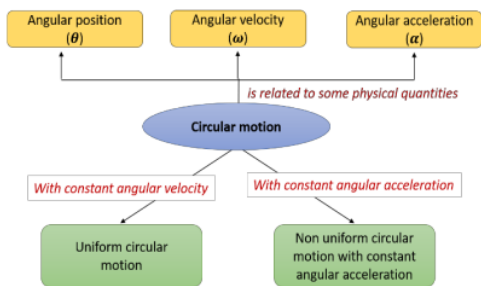 Angular position
(θ)
Angular velocity
(ω)
Angular acceleration
(α)
is related to some physical quantities
Circular motion
With constant angular velocity
With constant angular acceleration
Uniform circular
motion
Non uniform circular
motion with constant
angular acceleration